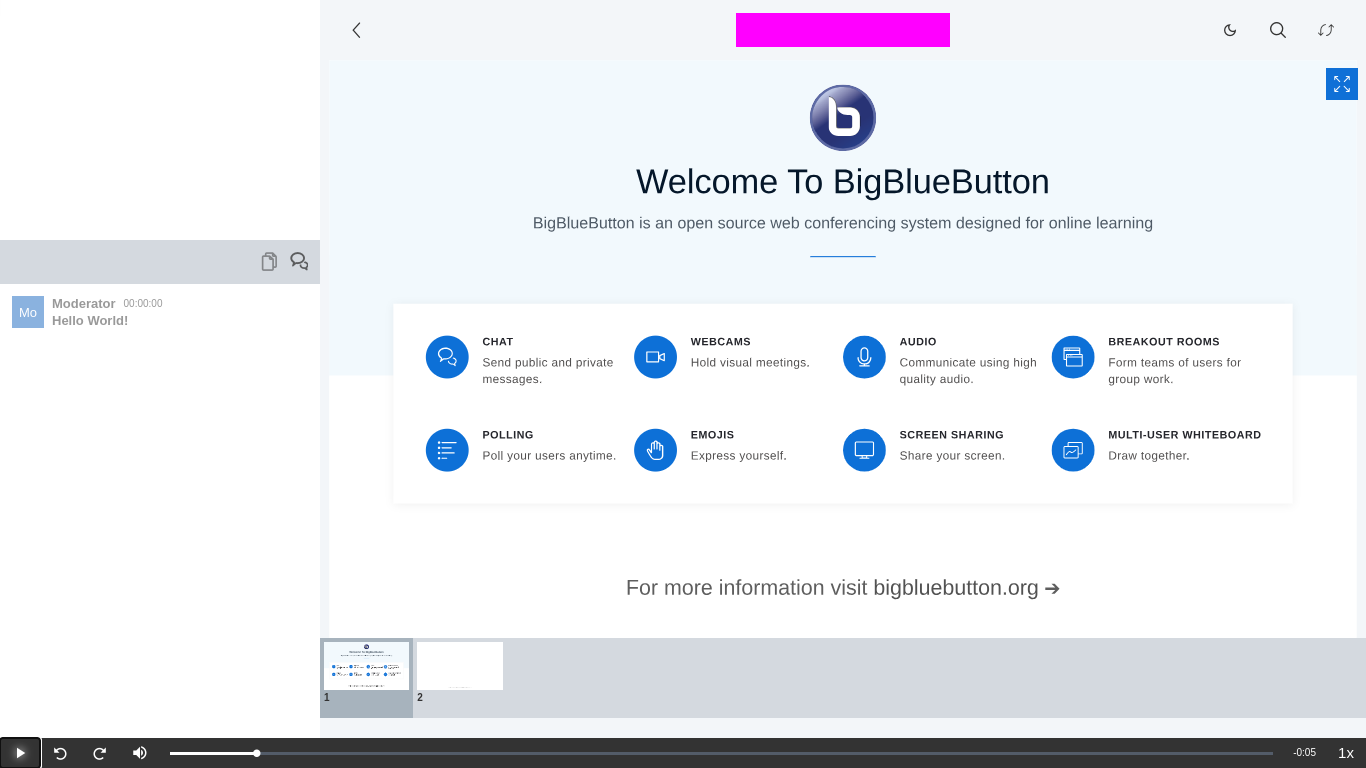 Welcome To BigBlueButton
BigBlueButton is an open source web conferencing system designed for online learning
Mo
Moderator 00:00:00
Hello World!
CHAT
Send public and private
messages.
WEBCAMS
Hold visual meetings.
AUDIO
Communicate using high
quality audio.
BREAKOUT ROOMS
Form teams of users for
group work.
POLLING
Poll your users anytime.
EMOJIS
Express yourself.
SCREEN SHARING
Share your screen.
MULTI-USER WHITEBOARD
Draw together.
For more information visit bigbluebutton.org ➔
1
2
-0:05
1x